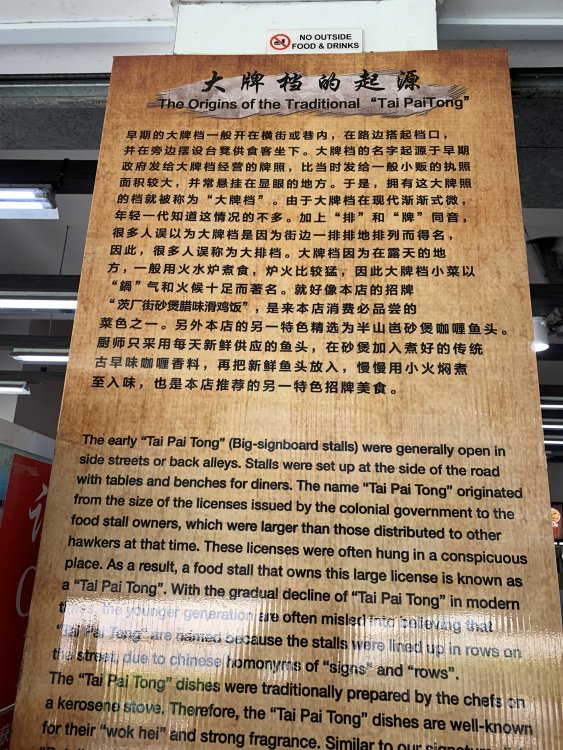 NO OUTSIDE
FOOD & DRINKS
大牌档的起源
The Origins of the Traditional “Tai PaiTong”
早期的大牌档一般开在横街或巷内，在路边搭起档口，
并在旁边摆设台凳供食客坐下。大牌档的名字起源于早期
政府发给大牌档经营的牌照，比当时发给一般小贩的执照
面积较大，并常悬挂在显眼的地方。于是，拥有这大牌照
的档就被称为“大牌档”。由于大牌档在现代渐渐式微，
年轻一代知道这情况的不多。加上“排”和“牌”同音，
很多人误以为大牌档是因为街边一排排地排列而得名，
因此，很多人误称为大排档。大牌档因为在露天的地
方，一般用火水炉煮食，炉火比较猛，因此大牌档小菜以
“鍋”气和火候十足而著名。就好像本店的招牌
“茨厂街砂煲腊味滑鸡饭”，是来本店消费必品尝的
菜色之一。另外本店的另一特色精选为半山岜砂煲咖喱鱼头。
厨师只采用每天新鲜供应的鱼头，在砂煲加入煮好的传统
古早味咖喱香料，再把新鲜鱼头放入，慢慢用小火焖煮
至入味，也是本店推荐的另一特色招牌美食。
The early “Tai Pai Tong” (Big-signboard stalls) were generally open in
side streets or back alleys. Stalls were set up at the side of the road
with tables and benches for diners. The name “Tai Pai Tong” originated
from the size of the licenses issued by the colonial government to the
food stall owners, which were larger than those distributed to other
hawkers at that time. These licenses were often hung in a conspicuous
place. As a result, a food stall that owns this large license is known as
a “Tai Pai Tong”. With the gradual decline of “Tai Pai Tong” in modern
times, the younger generation are often misled into believing that
“Tai Pai Tong” are named because the stalls were lined up in rows on
the street, due to chinese homonyms of “signs” and “rows”.
The “Tai Pai Tong” dishes were traditionally prepared by the chefs on
a kerosene stove. Therefore, the “Tai Pai Tong” dishes are well-known
for their “wok hei” and strong fragrance. Similar to our signature